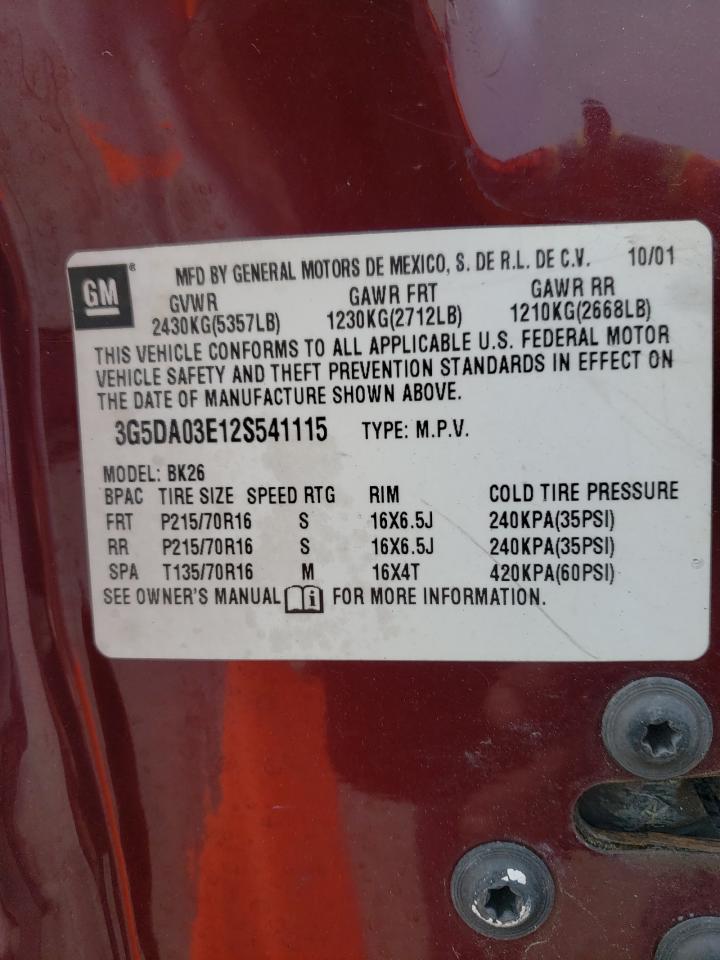 GM® MFD BY GENERAL MOTORS DE MEXICO, S. DE R.L. DE C.V. 10/01
GVWR GAWR FRT GAWR RR
2430KG(5357LB) 1230KG(2712LB) 1210KG(2668LB)
THIS VEHICLE CONFORMS TO ALL APPLICABLE U.S. FEDERAL MOTOR
VEHICLE SAFETY AND THEFT PREVENTION STANDARDS IN EFFECT ON
THE DATE OF MANUFACTURE SHOWN ABOVE.
3G5DA03E12S541115 TYPE: M.P.V.
MODEL: BK26
BPAC TIRE SIZE SPEED RTG RIM COLD TIRE PRESSURE
FRT P215/70R16 S 16X6.5J 240KPA(35PSI)
RR P215/70R16 S 16X6.5J 240KPA(35PSI)
SPA T135/70R16 M 16X4T 420KPA(60PSI)
SEE OWNER'S MANUAL i FOR MORE INFORMATION.